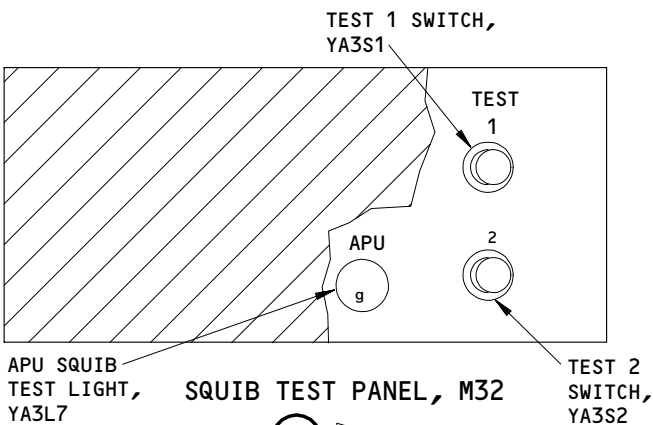 TEST 1 SWITCH,
YA3S1
TEST
1
APU
2
g
APU SQUIB
TEST LIGHT,
YA3L7
SQUIB TEST PANEL, M32
TEST 2
SWITCH,
YA3S2